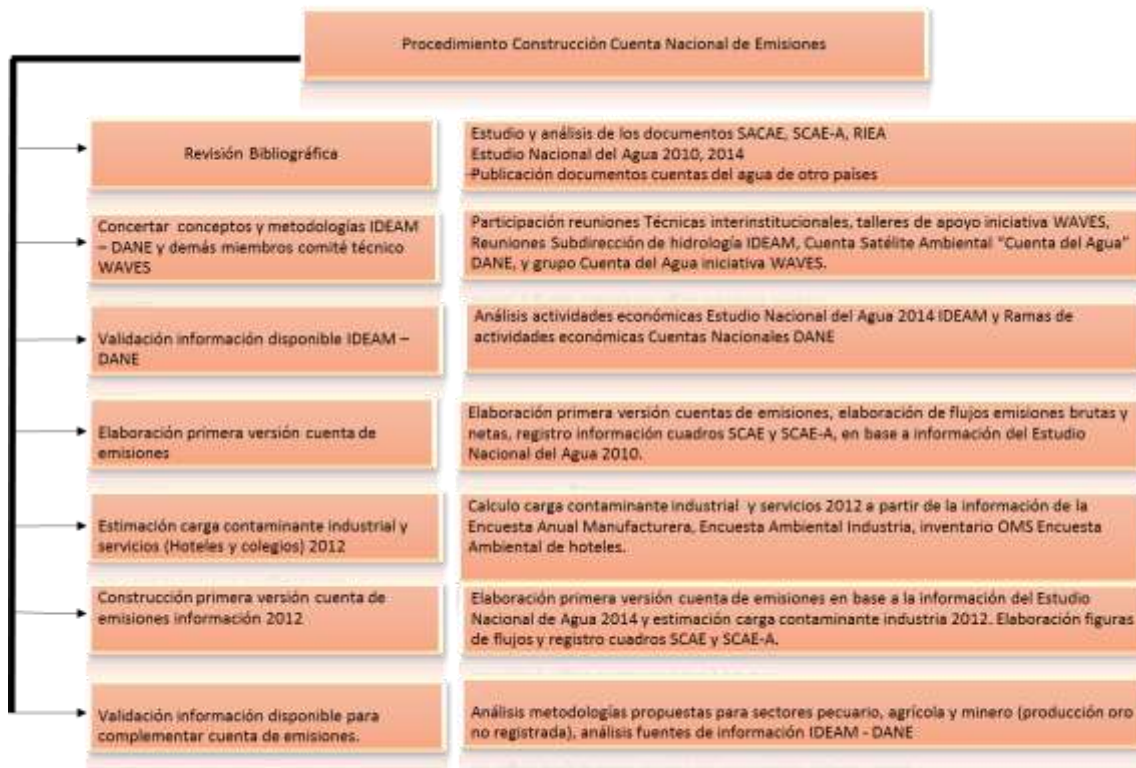 Procedimiento Construcción Cuenta Nacional de Emisiones
Revisión Bibliográfica
Estudio y análisis de los documentos SACAE, SCAE-A, RIEA
Estudio Nacional del Agua 2010, 2014
Publicación documentos cuentas del agua de otro países
Concertar conceptos y metodologías IDEAM
– DANE y demás miembros comité técnico
WAVES
Participación reuniones Técnicas interinstitucionales, talleres de apoyo iniciativa WAVES,
Reuniones Subdirección de hidrología IDEAM, Cuenta Satélite Ambiental "Cuenta del Agua"
DANE, y grupo Cuenta del Agua iniciativa WAVES.
Validación información disponible IDEAM –
DANE
Análisis actividades económicas Estudio Nacional del Agua 2014 IDEAM y Ramas de
actividades económicas Cuentas Nacionales DANE
Elaboración primera versión cuenta de
emisiones
Elaboración primera versión cuentas de emisiones, elaboración de flujos emisiones brutas y
netas, registro información cuadros SCAE y SCAE-A, en base a información del Estudio
Nacional del Agua 2010.
Estimación carga contaminante industrial y
servicios (Hoteles y colegios) 2012
Calculo carga contaminante industrial y servicios 2012 a partir de la información de la
Encuesta Anual Manufacturera, Encuesta Ambiental Industria, inventario OMS Encuesta
Ambiental de hoteles.
Construcción primera versión cuenta de
emisiones información 2012
Elaboración primera versión cuenta de emisiones en base a la información del Estudio
Nacional de Agua 2014 y estimación carga contaminante industria 2012. Elaboración figuras
de flujos y registro cuadros SCAE y SCAE-A.
Validación información disponible para
complementar cuenta de emisiones.
Análisis metodologías propuestas para sectores pecuario, agrícola y minero (producción oro
no registrada), análisis fuentes de información IDEAM - DANE